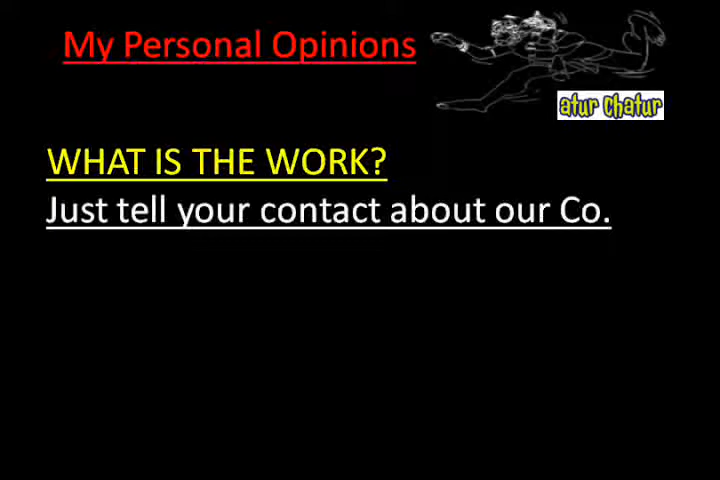 My Personal Opinions
atur Chatur
WHAT IS THE WORK?
Just tell your contact about our Co.